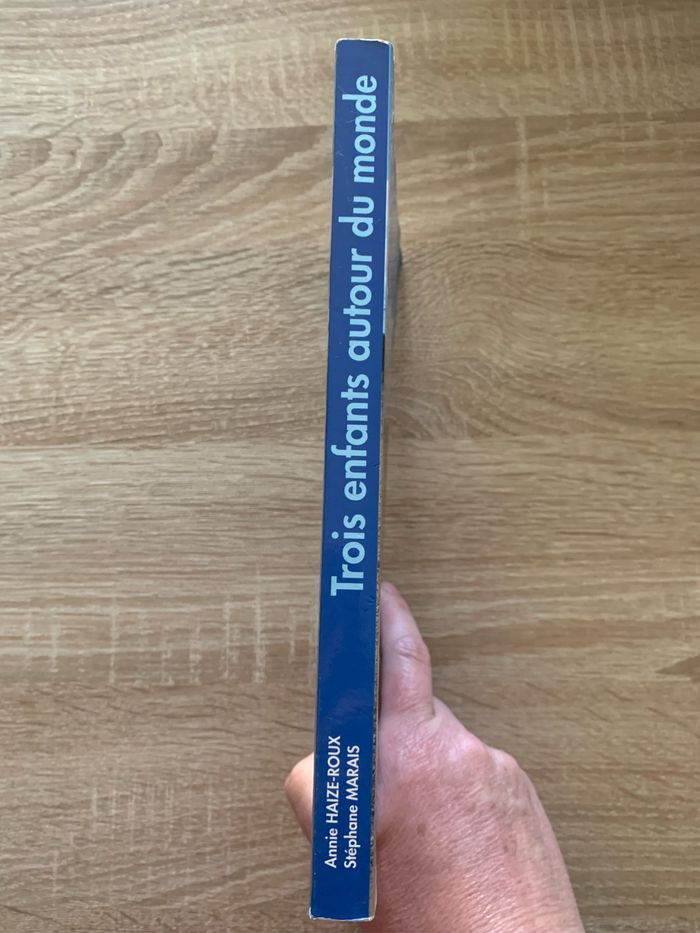 Trois enfants autour du monde
Annie HAIZE-ROUX
Stéphane MARAIS